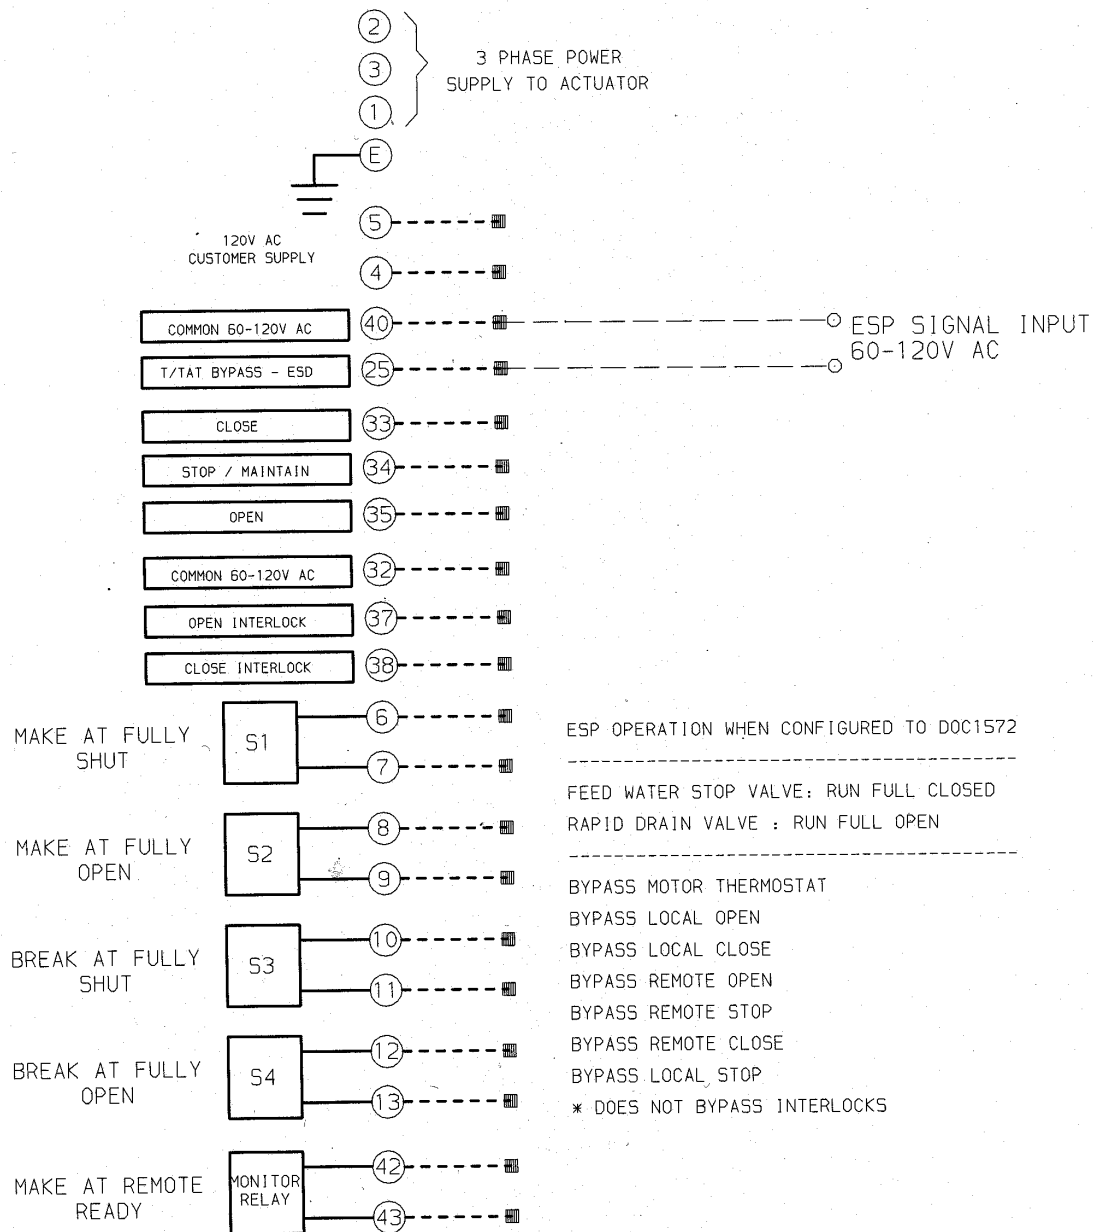 2
3
1
3 PHASE POWER
SUPPLY TO ACTUATOR
E
5
120V AC
CUSTOMER SUPPLY
4
COMMON 60-120V AC
40
ESP SIGNAL INPUT
60-120V AC
T/TAT BYPASS - ESD
25
CLOSE
33
STOP / MAINTAIN
34
OPEN
35
COMMON 60-120V AC
32
OPEN INTERLOCK
37
CLOSE INTERLOCK
38
MAKE AT FULLY
SHUT
S1
6
7
MAKE AT FULLY
OPEN
S2
8
9
BREAK AT FULLY
SHUT
S3
10
11
BREAK AT FULLY
OPEN
S4
12
13
MAKE AT REMOTE
READY
MONITOR
RELAY
42
43
ESP OPERATION WHEN CONFIGURED TO DOC1572
FEED WATER STOP VALVE: RUN FULL CLOSED
RAPID DRAIN VALVE : RUN FULL OPEN
BYPASS MOTOR THERMOSTAT
BYPASS LOCAL OPEN
BYPASS LOCAL CLOSE
BYPASS REMOTE OPEN
BYPASS REMOTE STOP
BYPASS REMOTE CLOSE
BYPASS LOCAL STOP
* DOES NOT BYPASS INTERLOCKS